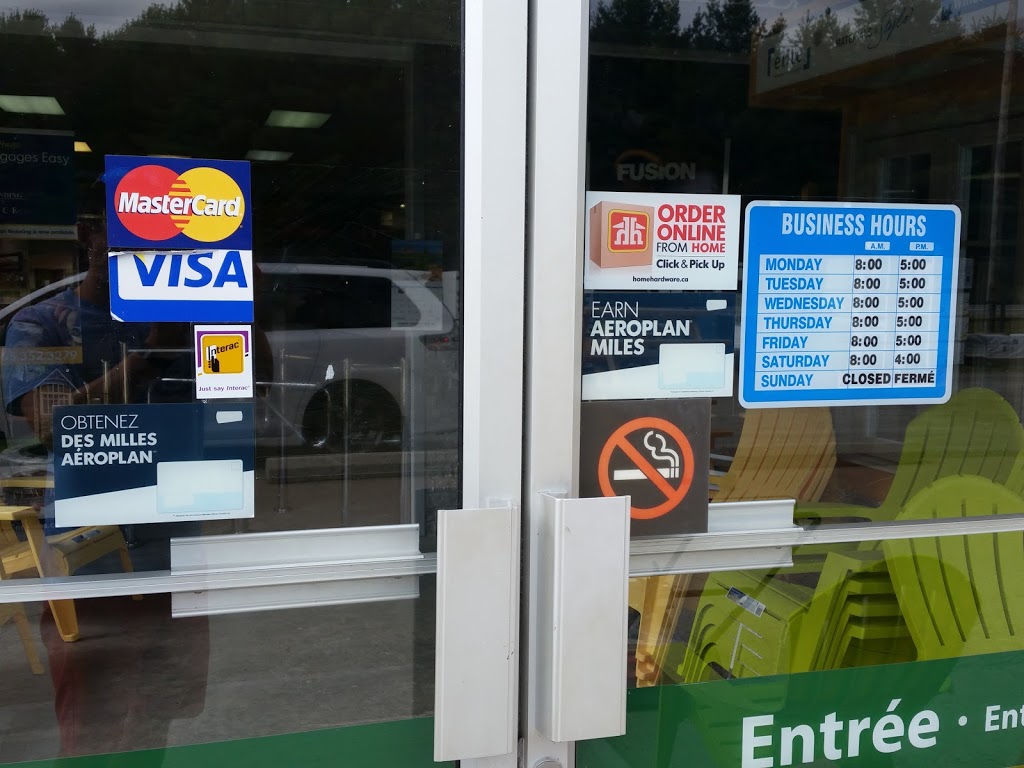 gages Easy
MasterCard
VISA
Interac
Just say Interac
OBTENEZ
DES MILLES
AÉROPLAN
FUSION
ORDER
ONLINE
FROM HOME
Click & Pick Up
homehardware.ca
EARN
AEROPLAN
MILES
BUSINESS HOURS
A.M. P.M.
MONDAY 8:00 5:00
TUESDAY 8:00 5:00
WEDNESDAY 8:00 5:00
THURSDAY 8:00 5:00
FRIDAY 8:00 5:00
SATURDAY 8:00 4:00
SUNDAY CLOSED FERMÉ
Entrée · Ent